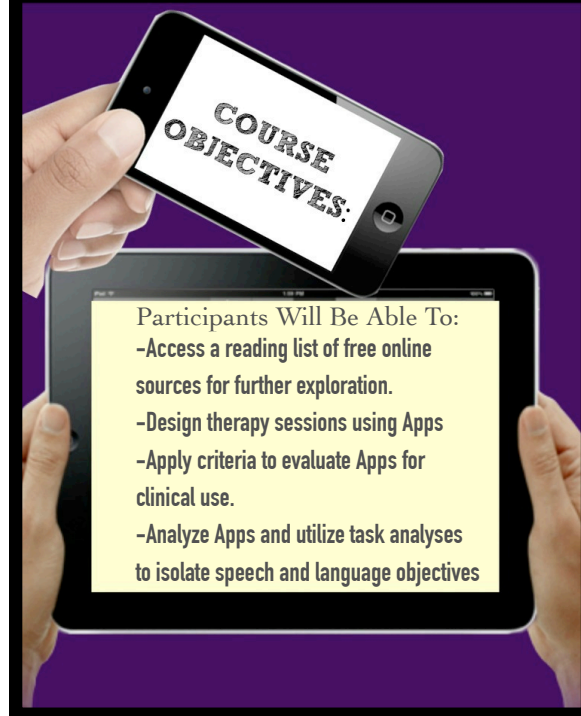 COURSE
OBJECTIVES:
Participants Will Be Able To:
-Access a reading list of free online
sources for further exploration.
-Design therapy sessions using Apps
-Apply criteria to evaluate Apps for
clinical use.
-Analyze Apps and utilize task analyses
to isolate speech and language objectives